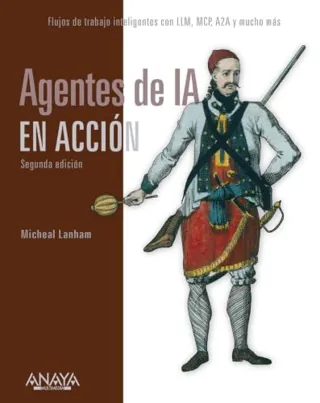 Flujos de trabajo inteligentes con LLM, MCP, A2A y mucho más
Agentes de IA
EN ACCIÓN
Segunda edición
Micheal Lanham
ANAYA
MULTIMEDIA